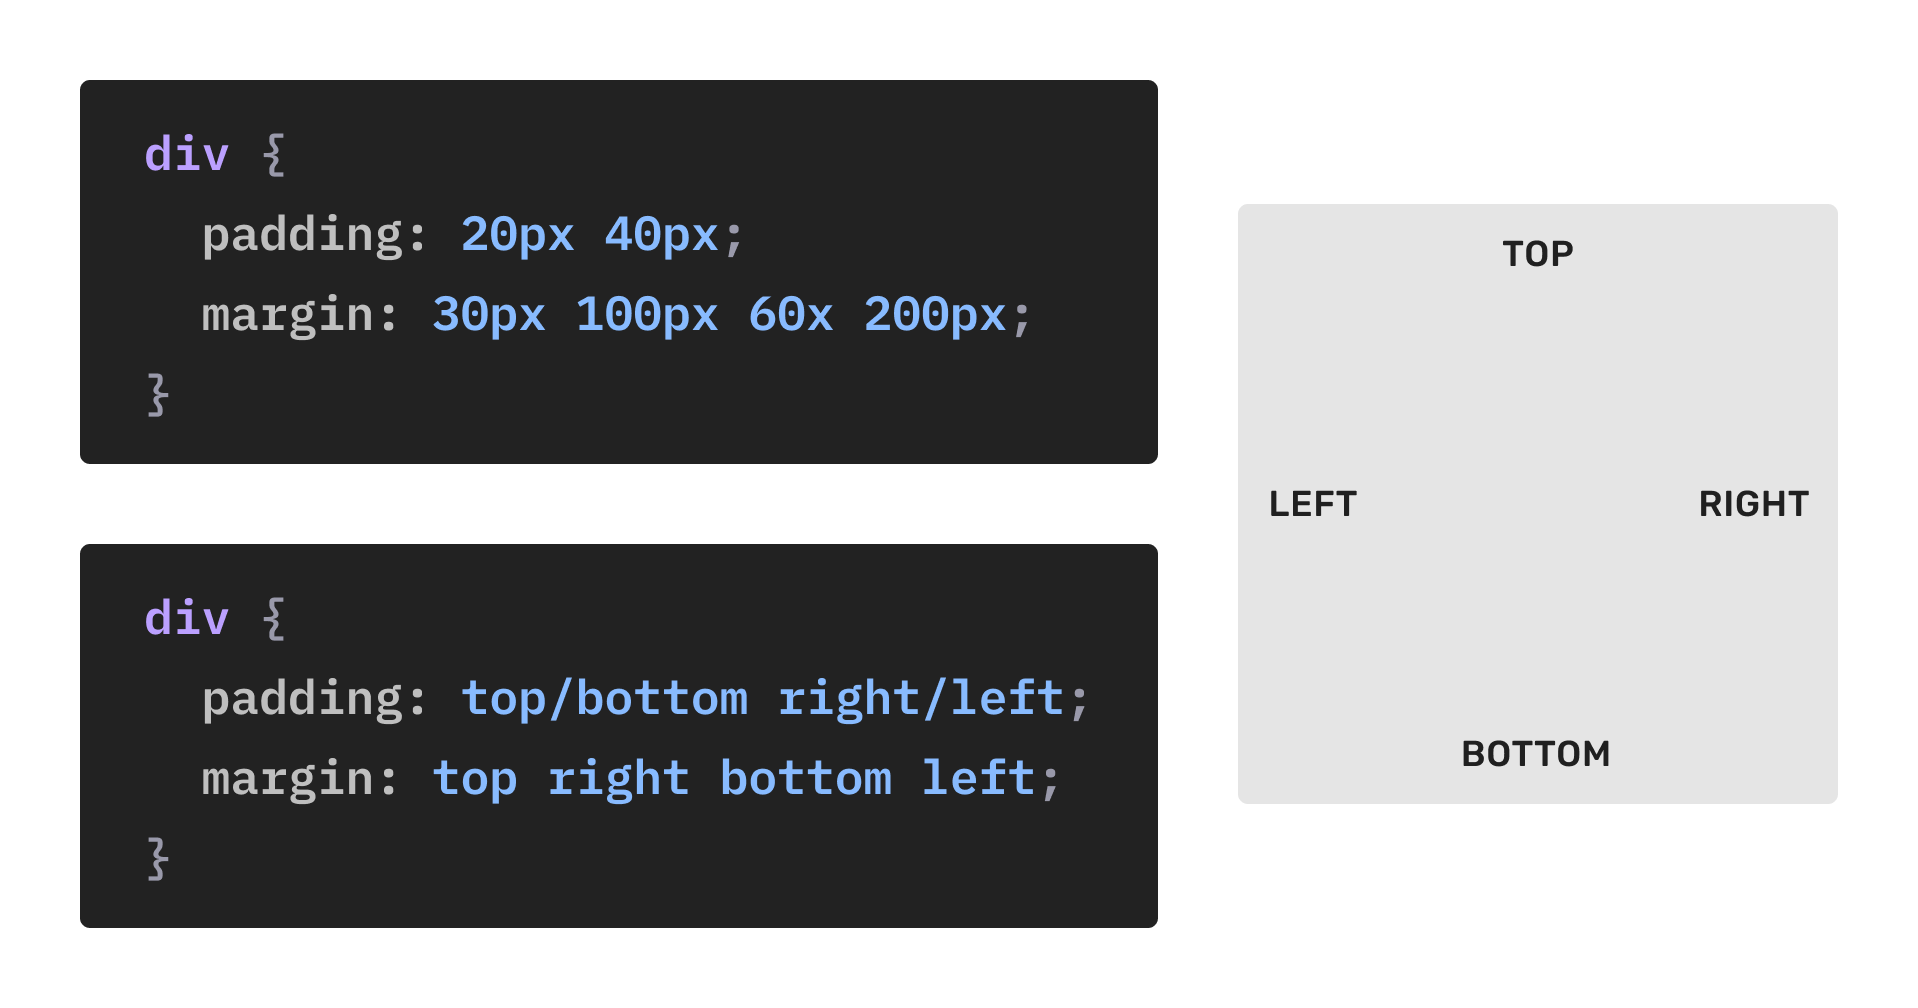 div {
  padding: 20px 40px;
  margin: 30px 100px 60x 200px;
}
div {
  padding: top/bottom right/left;
  margin: top right bottom left;
}
TOP
LEFT RIGHT
BOTTOM